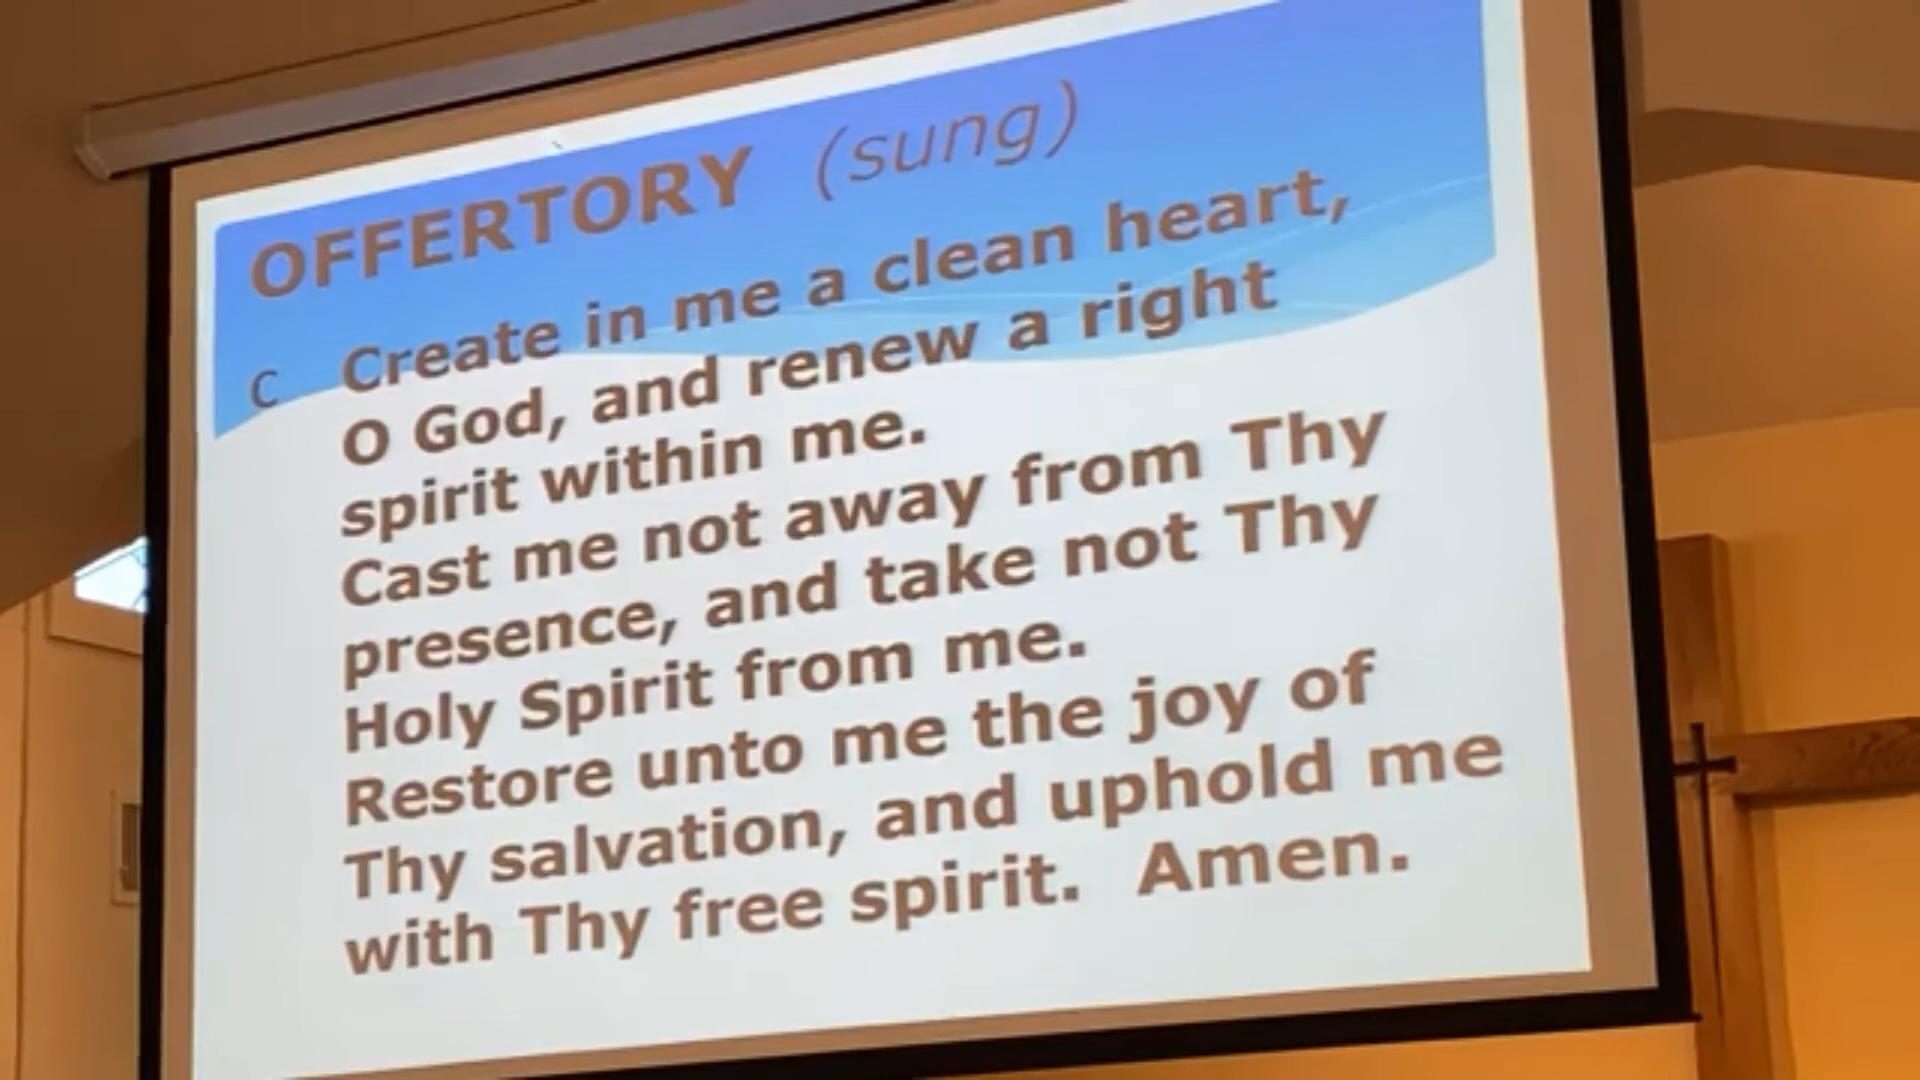 OFFERTORY (sung)
C Create in me a clean heart,
O God, and renew a right
spirit within me.
Cast me not away from Thy
presence, and take not Thy
Holy Spirit from me.
Restore unto me the joy of
Thy salvation, and uphold me
with Thy free spirit. Amen.